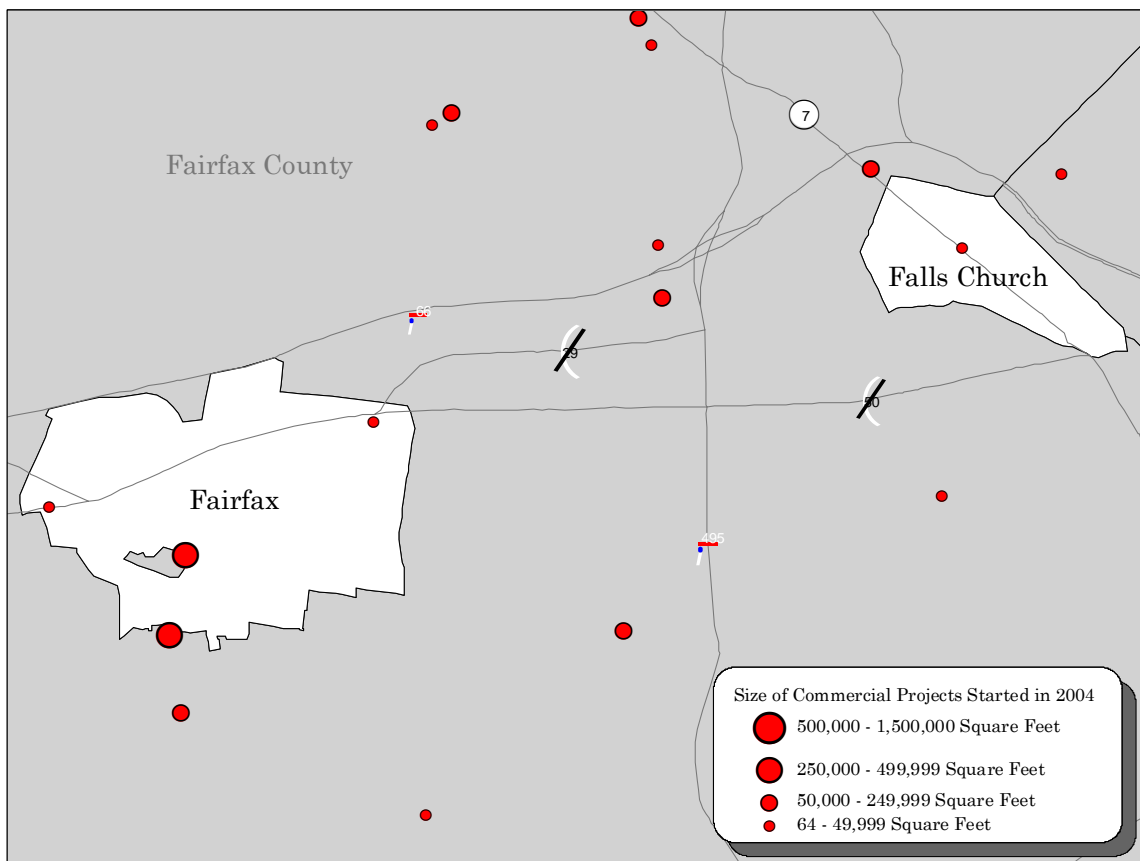 7
Fairfax County
Falls Church
66
29
50
Fairfax
495
Size of Commercial Projects Started in 2004
500,000 - 1,500,000 Square Feet
250,000 - 499,999 Square Feet
50,000 - 249,999 Square Feet
64 - 49,999 Square Feet